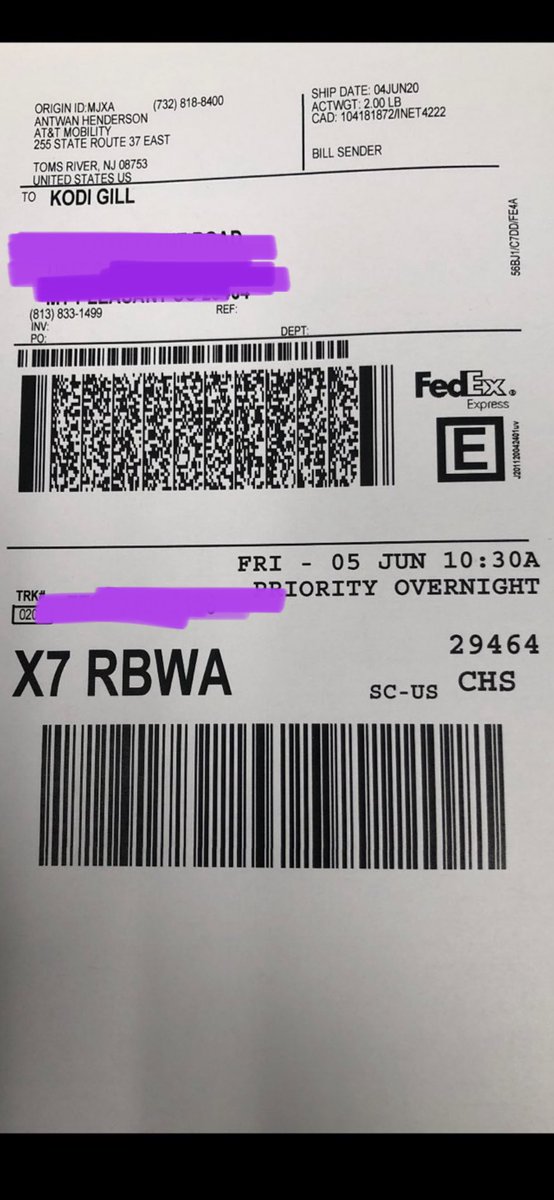 ORIGIN ID:MJXA (732) 818-8400
ANTWAN HENDERSON
AT&T MOBILITY
255 STATE ROUTE 37 EAST
TOMS RIVER, NJ 08753
UNITED STATES US
SHIP DATE: 04JUN20
ACTWGT: 2.00 LB
CAD: 104181872/INET4222
BILL SENDER
TO KODI GILL
56BJ1/C7DD/FE4A
(813) 833-1499 REF:
INV:
PO: DEPT:
FedEx
Express
E
J201120042401uv
FRI - 05 JUN 10:30A
PRIORITY OVERNIGHT
TRK#
X7 RBWA
29464
SC-US CHS